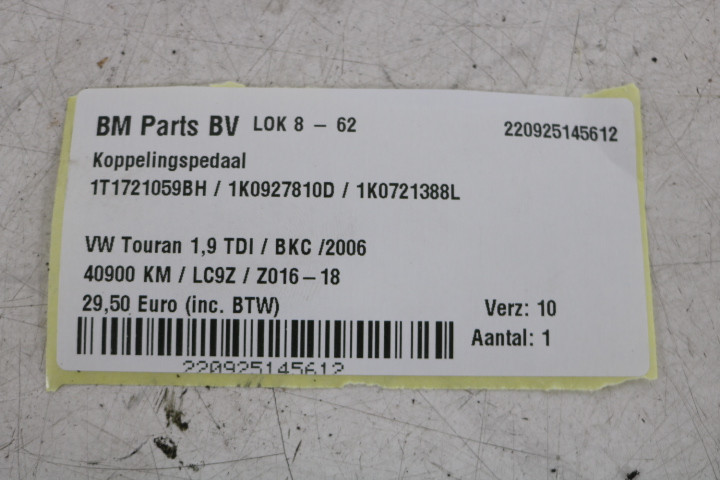 BM Parts BV LOK 8 - 62 220925145612
Koppelingspedaal
1T1721059BH / 1K0927810D / 1K0721388L
VW Touran 1,9 TDI / BKC /2006
40900 KM / LC9Z / Z016-18
29,50 Euro (inc. BTW) Verz: 10
Aantal: 1
220925145612